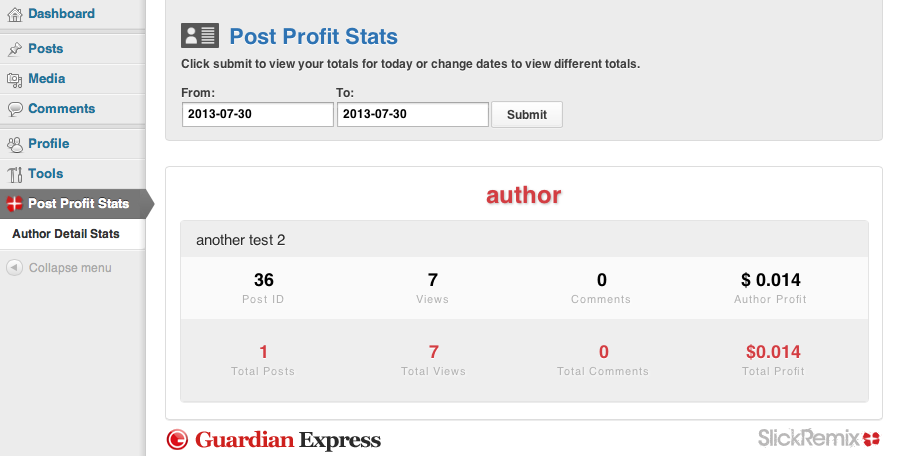 Dashboard
Posts
Media
Comments
Profile
Tools
Post Profit Stats
Author Detail Stats
Collapse menu
Post Profit Stats
Click submit to view your totals for today or change dates to view different totals.
From: To:
2013-07-30 2013-07-30 Submit
author
another test 2
36 7 0 $ 0.014
Post ID Views Comments Author Profit
1 7 0 $0.014
Total Posts Total Views Total Comments Total Profit
Guardian Express SlickRemix